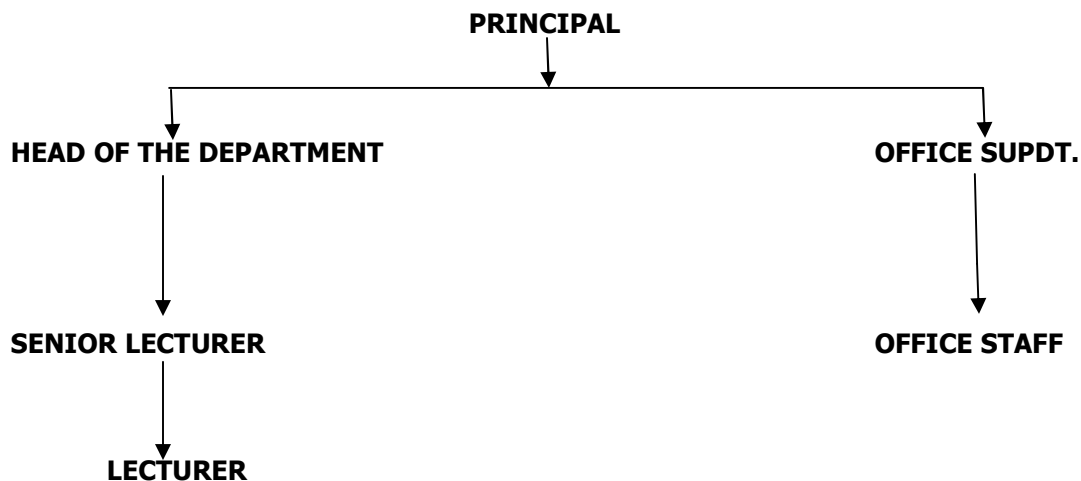 PRINCIPAL
HEAD OF THE DEPARTMENT
OFFICE SUPDT.
SENIOR LECTURER
OFFICE STAFF
LECTURER